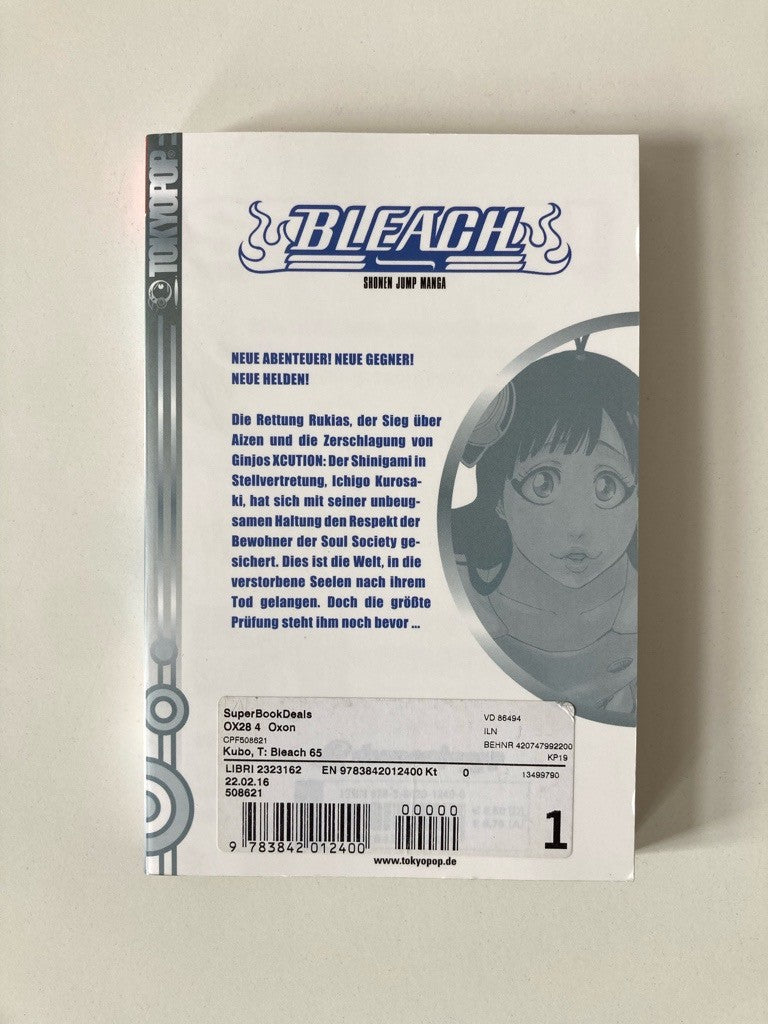 TOKYOPOP®
BLEACH
SHONEN JUMP MANGA
NEUE ABENTEUER! NEUE GEGNER!
NEUE HELDEN!
Die Rettung Rukias, der Sieg über
Aizen und die Zerschlagung von
Ginjos XCUTION: Der Shinigami in
Stellvertretung, Ichigo Kurosa-
ki, hat sich mit seiner unbeug-
samen Haltung den Respekt der
Bewohner der Soul Society ge-
sichert. Dies ist die Welt, in die
verstorbene Seelen nach ihrem
Tod gelangen. Doch die größte
Prüfung steht ihm noch bevor ...
SuperBookDeals
OX28 4 Oxon
CPF508621
Kubo, T: Bleach 65
VD 86494
ILN
BEHNR 420747992200
KP19
LIBRI 2323162 EN 9783842012400 Kt 0 13499790
22.02.16
508621
00000
9 783842 012400
1
www.tokyopop.de